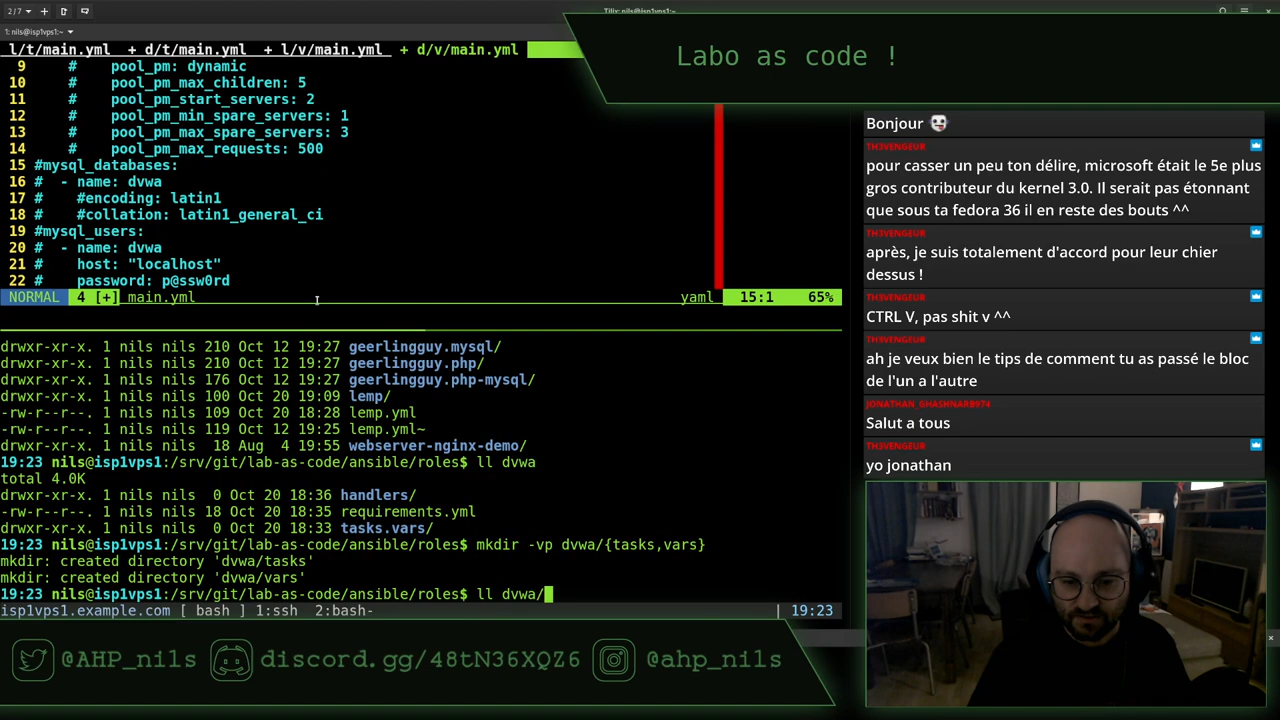 2/7
Tilix: nils@isp1vps1:~
1: nils@isp1vps1:~
l/t/main.yml + d/t/main.yml + l/v/main.yml + d/v/main.yml
Labo as code !
9 # pool_pm: dynamic
10 # pool_pm_max_children: 5
11 # pool_pm_start_servers: 2
12 # pool_pm_min_spare_servers: 1
13 # pool_pm_max_spare_servers: 3
14 # pool_pm_max_requests: 500
15 #mysql_databases:
16 # - name: dvwa
17 # #encoding: latin1
18 # #collation: latin1_general_ci
19 #mysql_users:
20 # - name: dvwa
21 # host: "localhost"
22 # password: p@ssw0rd
NORMAL 4 [+] main.yml yaml 15:1 65%
drwxr-xr-x. 1 nils nils 210 Oct 12 19:27 geerlingguy.mysql/
drwxr-xr-x. 1 nils nils 210 Oct 12 19:27 geerlingguy.php/
drwxr-xr-x. 1 nils nils 176 Oct 12 19:27 geerlingguy.php-mysql/
drwxr-xr-x. 1 nils nils 100 Oct 20 19:09 lemp/
-rw-r--r--. 1 nils nils 109 Oct 20 18:28 lemp.yml
-rw-r--r--. 1 nils nils 119 Oct 12 19:25 lemp.yml~
drwxr-xr-x. 1 nils nils 18 Aug 4 19:55 webserver-nginx-demo/
19:23 nils@isp1vps1:/srv/git/lab-as-code/ansible/roles$ ll dvwa
total 4.0K
drwxr-xr-x. 1 nils nils 0 Oct 20 18:36 handlers/
-rw-r--r--. 1 nils nils 18 Oct 20 18:35 requirements.yml
drwxr-xr-x. 1 nils nils 0 Oct 20 18:33 tasks.vars/
19:23 nils@isp1vps1:/srv/git/lab-as-code/ansible/roles$ mkdir -vp dvwa/{tasks,vars}
mkdir: created directory 'dvwa/tasks'
mkdir: created directory 'dvwa/vars'
19:23 nils@isp1vps1:/srv/git/lab-as-code/ansible/roles$ ll dvwa/
isp1vps1.example.com [ bash ] 1:ssh 2:bash- | 19:23
Bonjour
TH3VENGEUR
pour casser un peu ton délire, microsoft était le 5e plus
gros contributeur du kernel 3.0. Il serait pas étonnant
que sous ta fedora 36 il en reste des bouts ^^
TH3VENGEUR
après, je suis totalement d'accord pour leur chier
dessus !
TH3VENGEUR
CTRL V, pas shit v ^^
TH3VENGEUR
ah je veux bien le tips de comment tu as passé le bloc
de l'un a l'autre
JONATHAN_GHASHNARB974
Salut a tous
TH3VENGEUR
yo jonathan
@AHP_nils
discord.gg/48tN36XQZ6
@ahp_nils